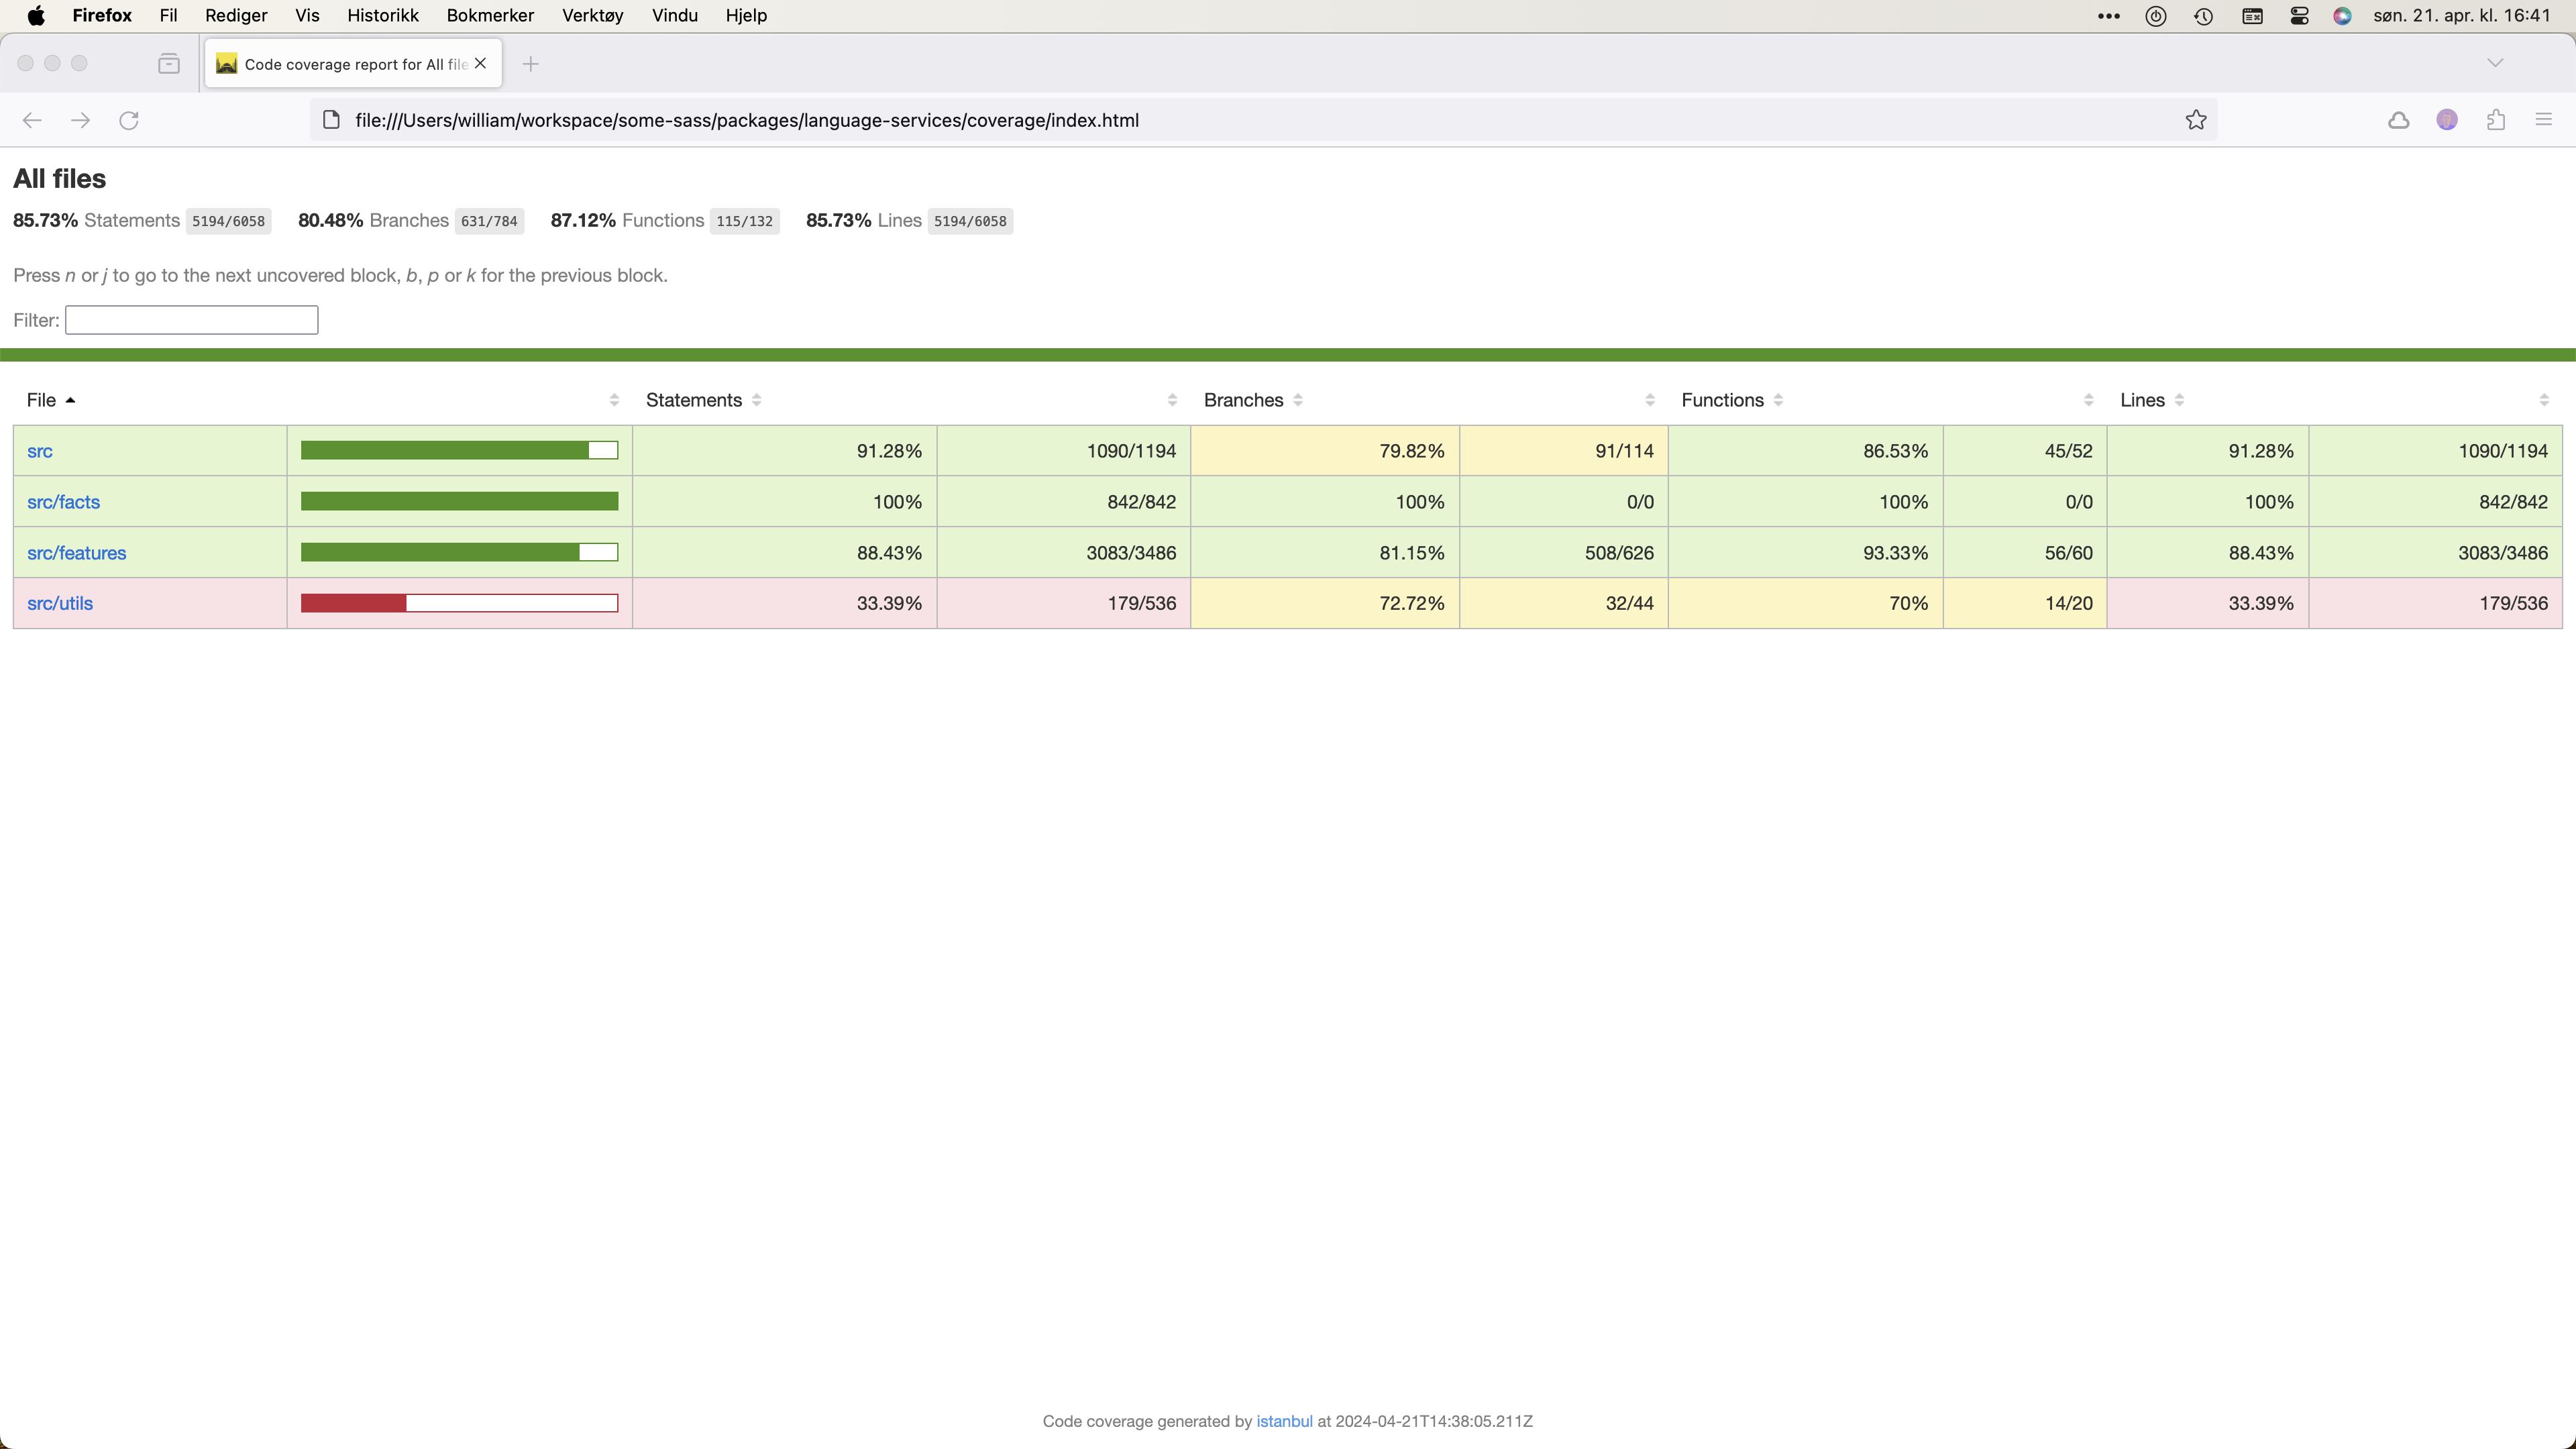 Firefox Fil Rediger Vis Historikk Bokmerker Verktøy Vindu Hjelp søn. 21. apr. kl. 16:41
Code coverage report for All file
file:///Users/william/workspace/some-sass/packages/language-services/coverage/index.html
All files
85.73% Statements 5194/6058 80.48% Branches 631/784 87.12% Functions 115/132 85.73% Lines 5194/6058
Press n or j to go to the next uncovered block, b, p or k for the previous block.
Filter:
File Statements Branches Functions Lines
src 91.28% 1090/1194 79.82% 91/114 86.53% 45/52 91.28% 1090/1194
src/facts 100% 842/842 100% 0/0 100% 0/0 100% 842/842
src/features 88.43% 3083/3486 81.15% 508/626 93.33% 56/60 88.43% 3083/3486
src/utils 33.39% 179/536 72.72% 32/44 70% 14/20 33.39% 179/536
Code coverage generated by istanbul at 2024-04-21T14:38:05.211Z